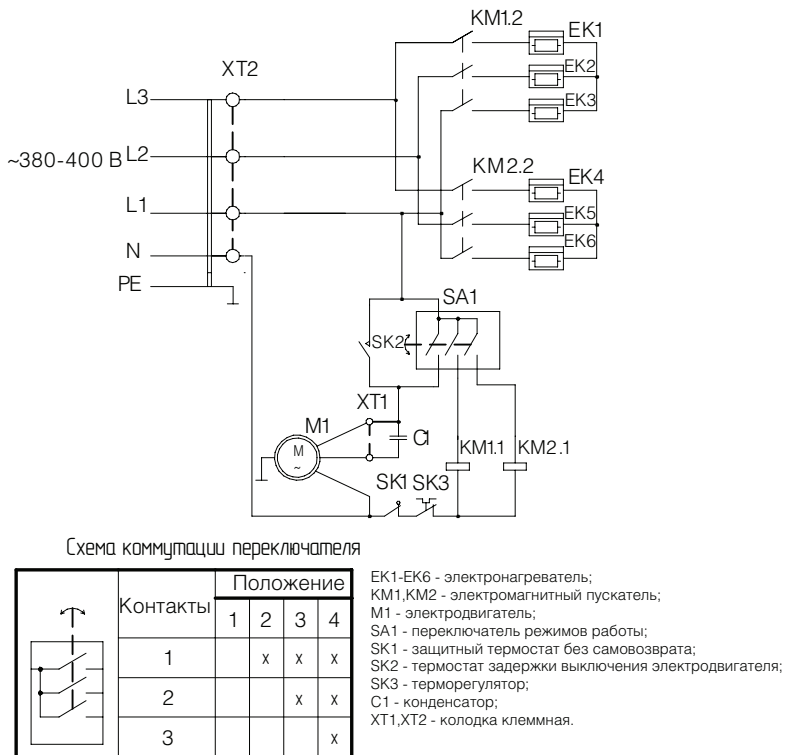 KM1.2
EK1
XT2
EK2
L3
EK3
~380-400 В
L2
KM2.2
EK4
L1
EK5
N
EK6
PE
SA1
SK2
XT1
M1
C1
M
~
KM1.1
KM2.1
SK1
SK3
Схема коммутации переключателя
Контакты
Положение
1 2 3 4
1 x x x
2 x x
3 x
EK1-EK6 - электронагреватель;
KM1,KM2 - электромагнитный пускатель;
M1 - электродвигатель;
SA1 - переключатель режимов работы;
SK1 - защитный термостат без самовозврата;
SK2 - термостат задержки выключения электродвигателя;
SK3 - терморегулятор;
C1 - конденсатор;
XT1,XT2 - колодка клеммная.